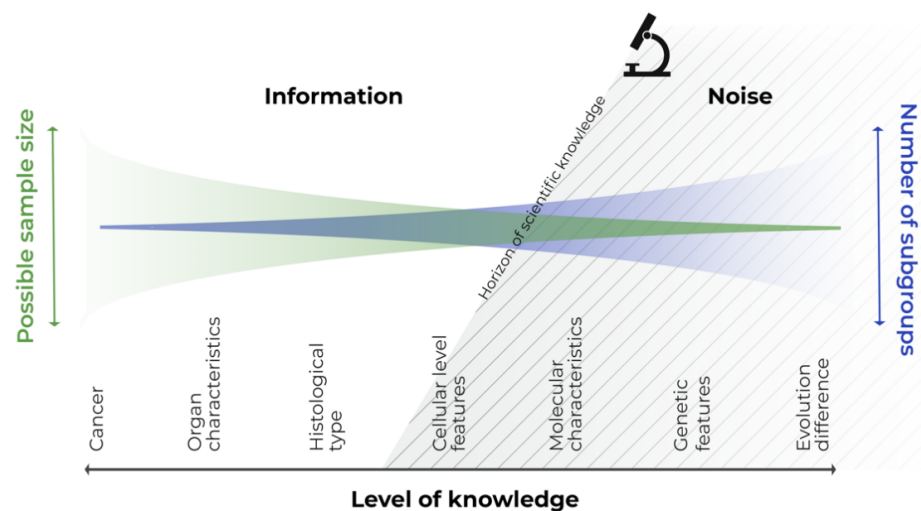 Information
Noise
Possible sample size
Number of subgroups
Horizon of scientific knowledge
Cancer
Organ
characteristics
Histological
type
Cellular level
features
Molecular
characteristics
Genetic
features
Evolution
difference
Level of knowledge